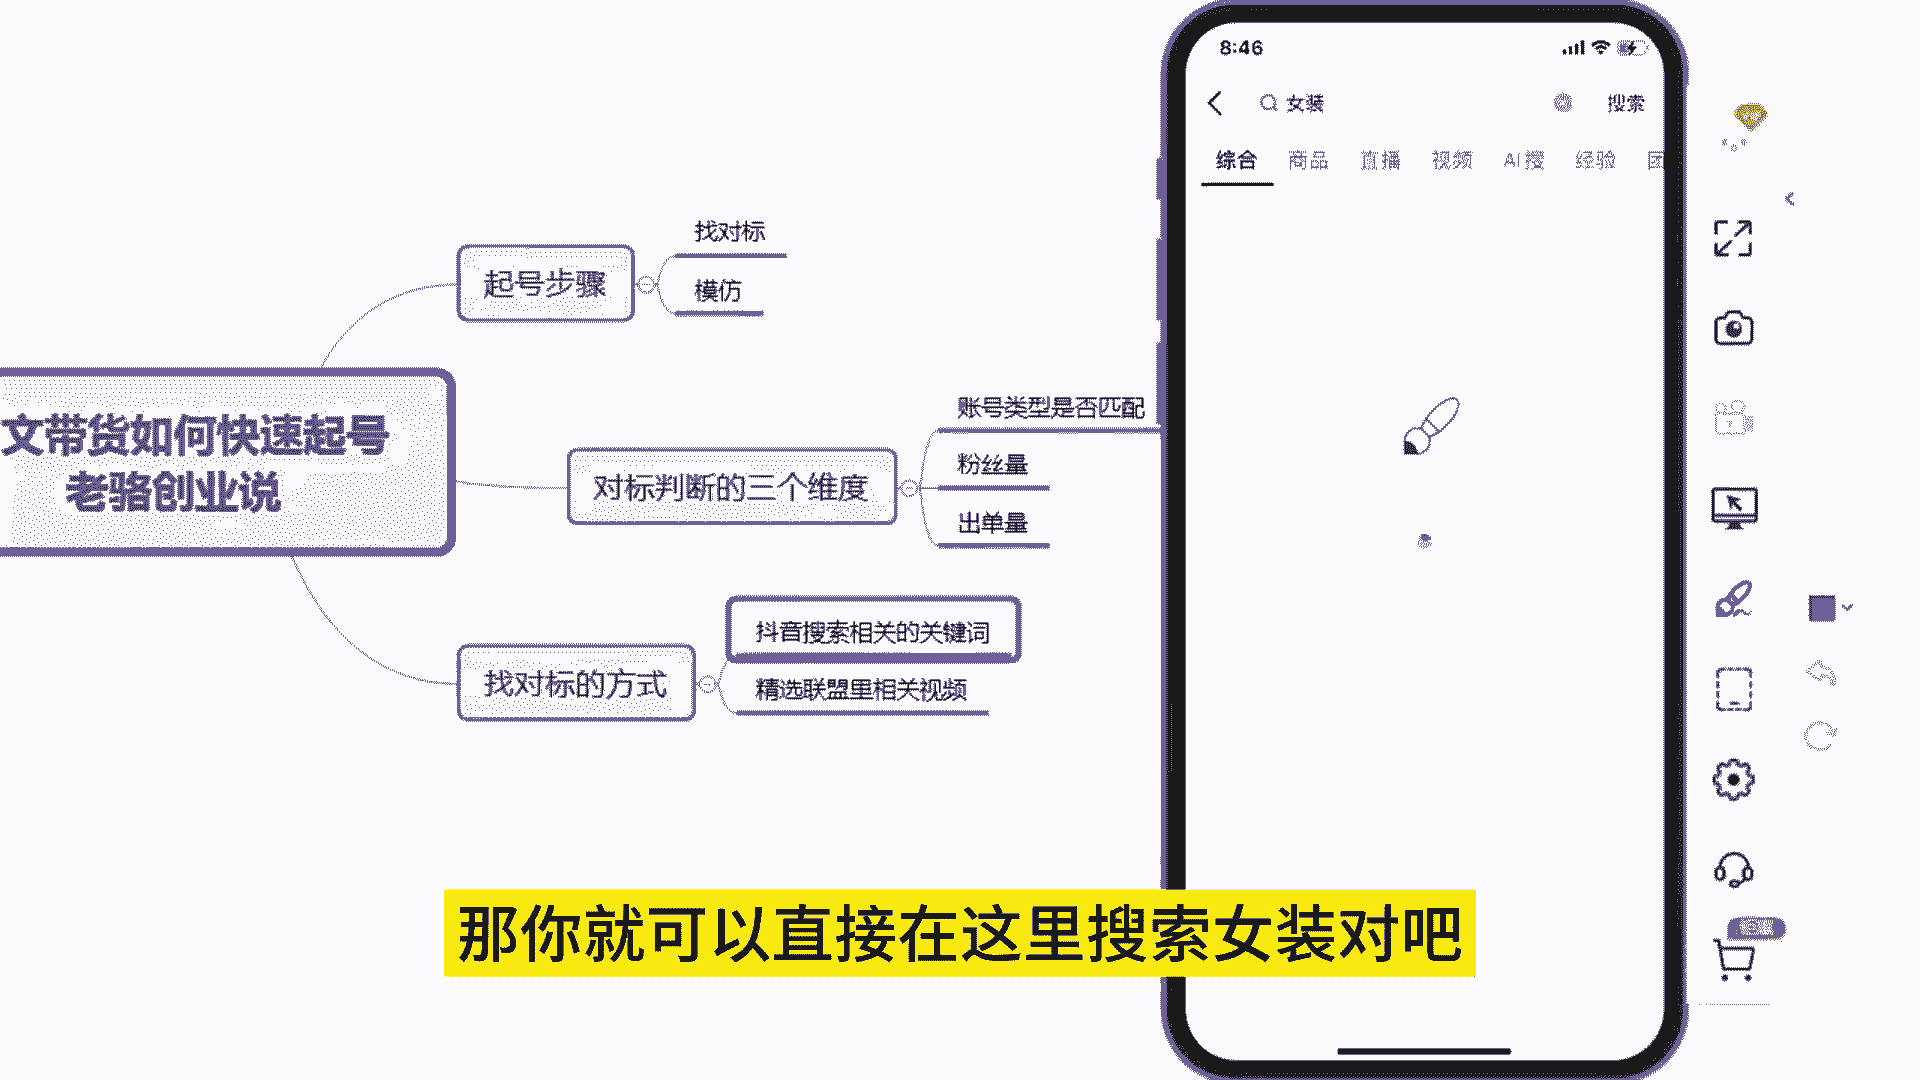 文带货如何快速起号
老骆创业说
起号步骤
找对标
模仿
对标判断的三个维度
账号类型是否匹配
粉丝量
出单量
找对标的方式
抖音搜索相关的关键词
精选联盟里相关视频
8:46
女装
搜索
综合 商品 直播 视频 AI搜 经验 团
那你就可以直接在这里搜索女装对吧